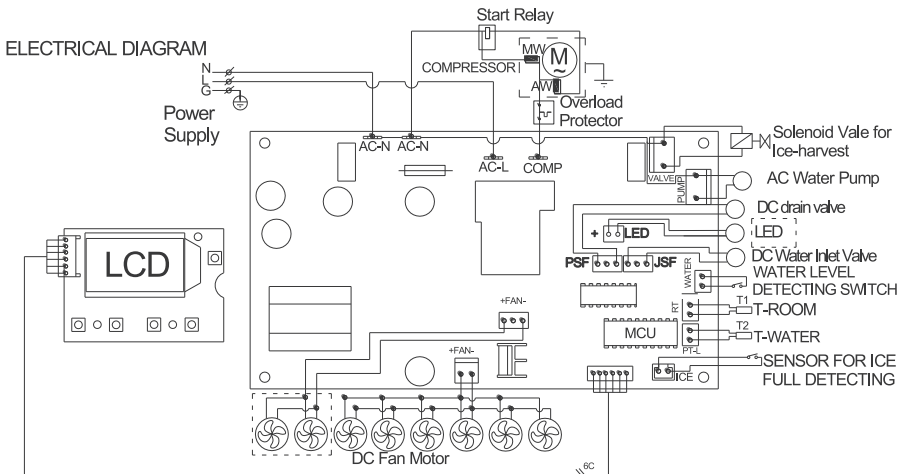 Start Relay
ELECTRICAL DIAGRAM
MW
M
~
COMPRESSOR
N
L
G
AW
Power
Supply
Overload
Protector
AC-N
AC-N
AC-L
COMP
VALVE
Solenoid Vale for
Ice-harvest
PUMP
AC Water Pump
DC drain valve
+
LED
LED
PSF
JSF
DC Water Inlet Valve
WATER
WATER LEVEL
DETECTING SWITCH
LCD
RT
T1
T-ROOM
+FAN-
MCU
T2
T-WATER
PT-L
+FAN-
ICE
SENSOR FOR ICE
FULL DETECTING
DC Fan Motor
6C